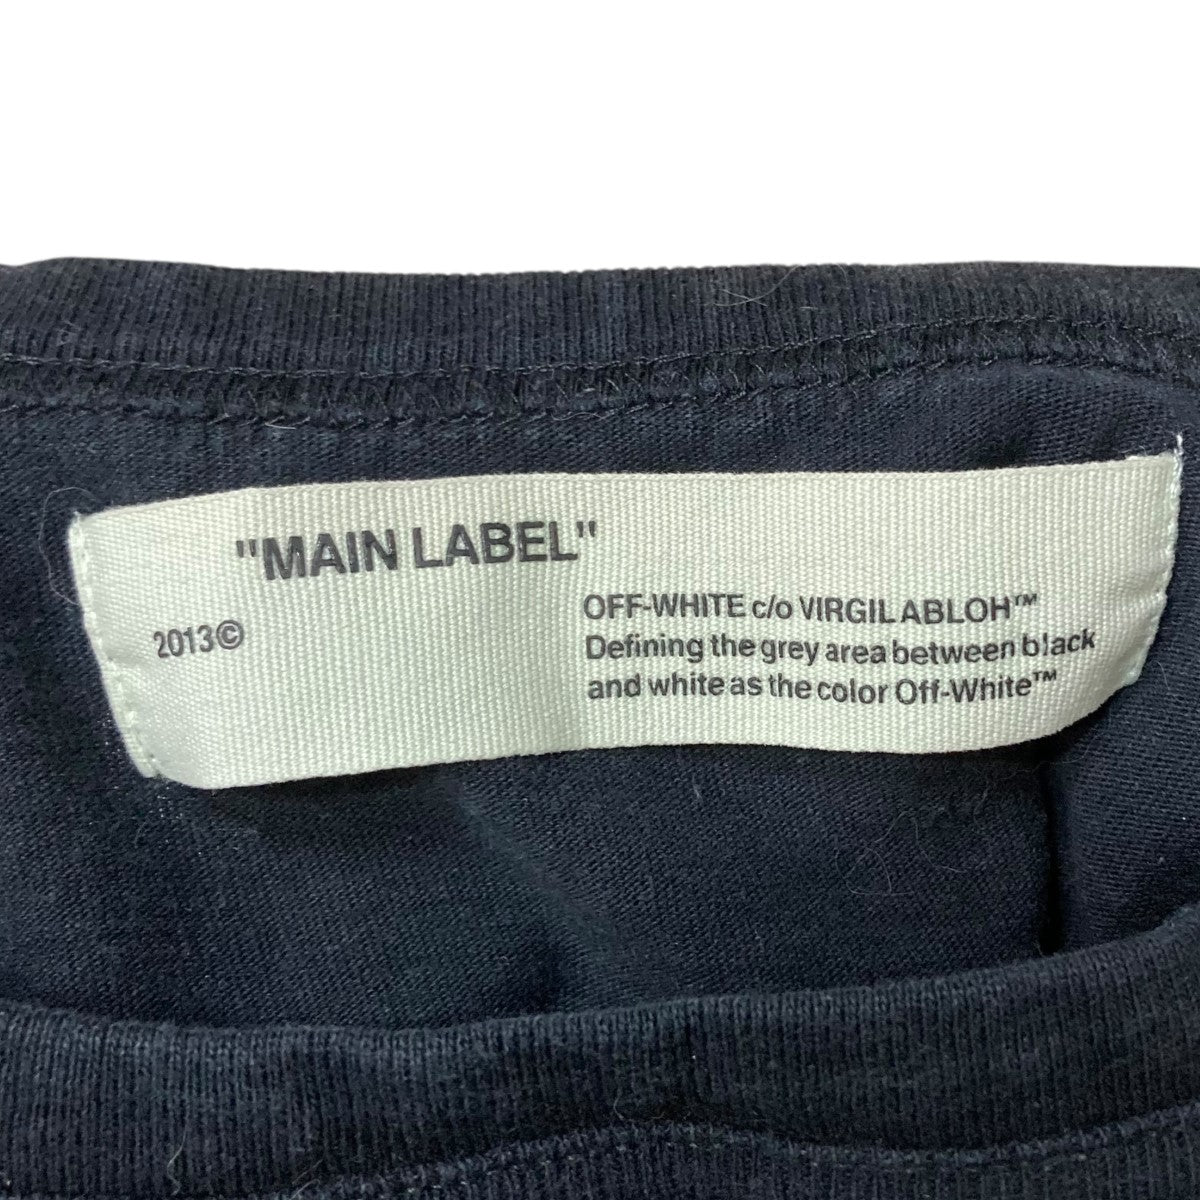 "MAIN LABEL"
2013©
OFF-WHITE c/o VIRGIL ABLOH™
Defining the grey area between black
and white as the color Off-White™